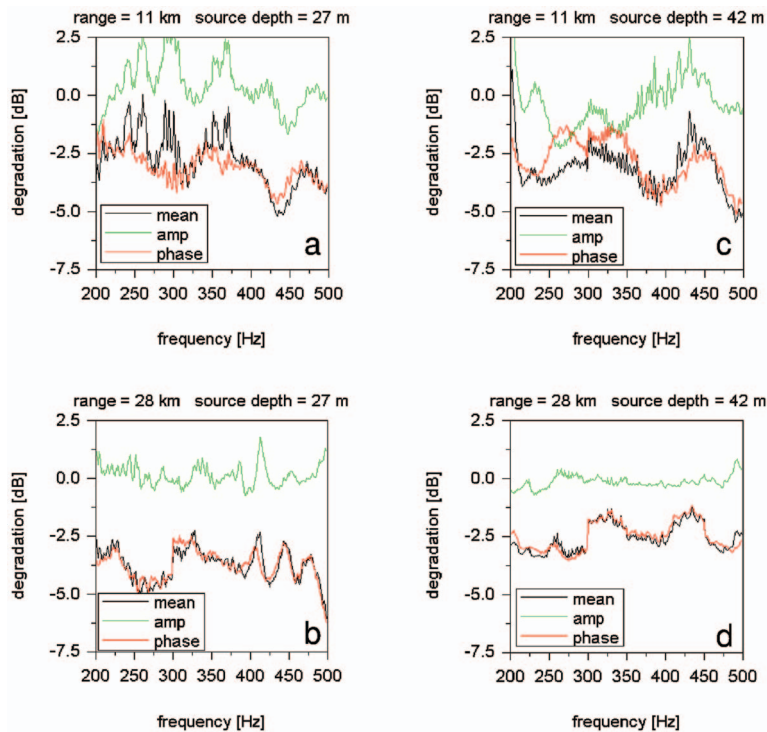 range = 11 km source depth = 27 m
degradation [dB]
2.5
0.0
-2.5
-5.0
-7.5
mean
amp
phase
a
200 250 300 350 400 450 500
frequency [Hz]
range = 11 km source depth = 42 m
degradation [dB]
2.5
0.0
-2.5
-5.0
-7.5
mean
amp
phase
c
200 250 300 350 400 450 500
frequency [Hz]
range = 28 km source depth = 27 m
degradation [dB]
2.5
0.0
-2.5
-5.0
-7.5
mean
amp
phase
b
200 250 300 350 400 450 500
frequency [Hz]
range = 28 km source depth = 42 m
degradation [dB]
2.5
0.0
-2.5
-5.0
-7.5
mean
amp
phase
d
200 250 300 350 400 450 500
frequency [Hz]